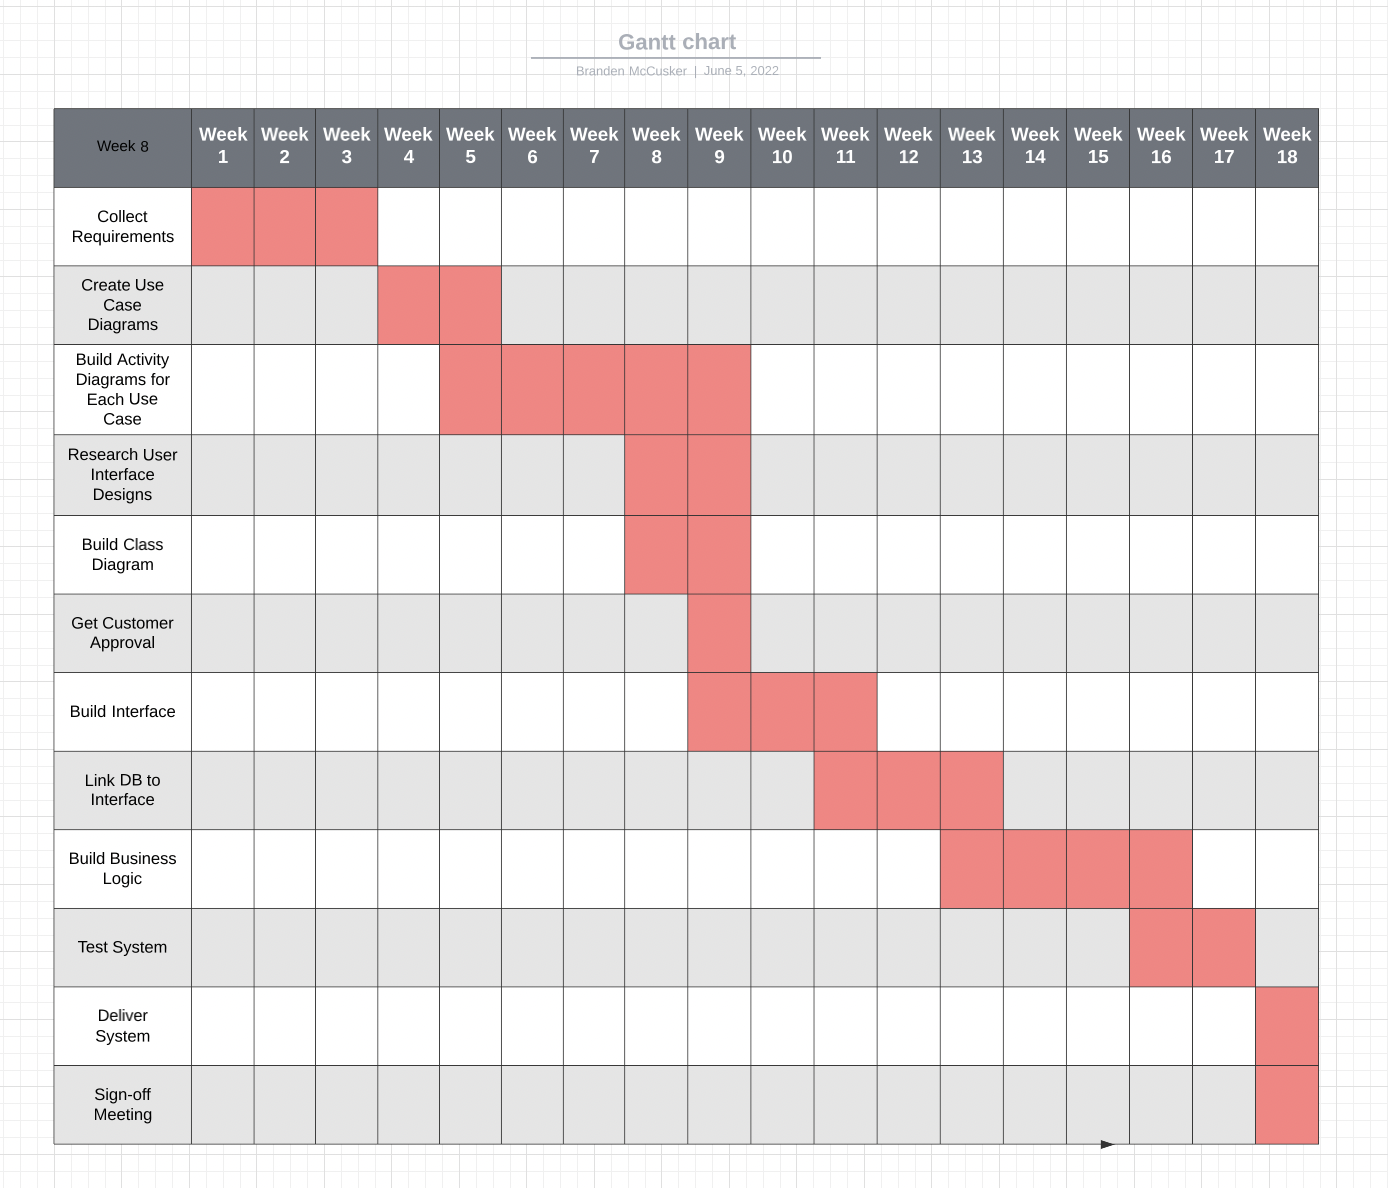 Gantt chart
Branden McCusker | June 5, 2022
Week 8
Week 1
Week 2
Week 3
Week 4
Week 5
Week 6
Week 7
Week 8
Week 9
Week 10
Week 11
Week 12
Week 13
Week 14
Week 15
Week 16
Week 17
Week 18
Collect
Requirements
Create Use
Case
Diagrams
Build Activity
Diagrams for
Each Use
Case
Research User
Interface
Designs
Build Class
Diagram
Get Customer
Approval
Build Interface
Link DB to
Interface
Build Business
Logic
Test System
Deliver
System
Sign-off
Meeting